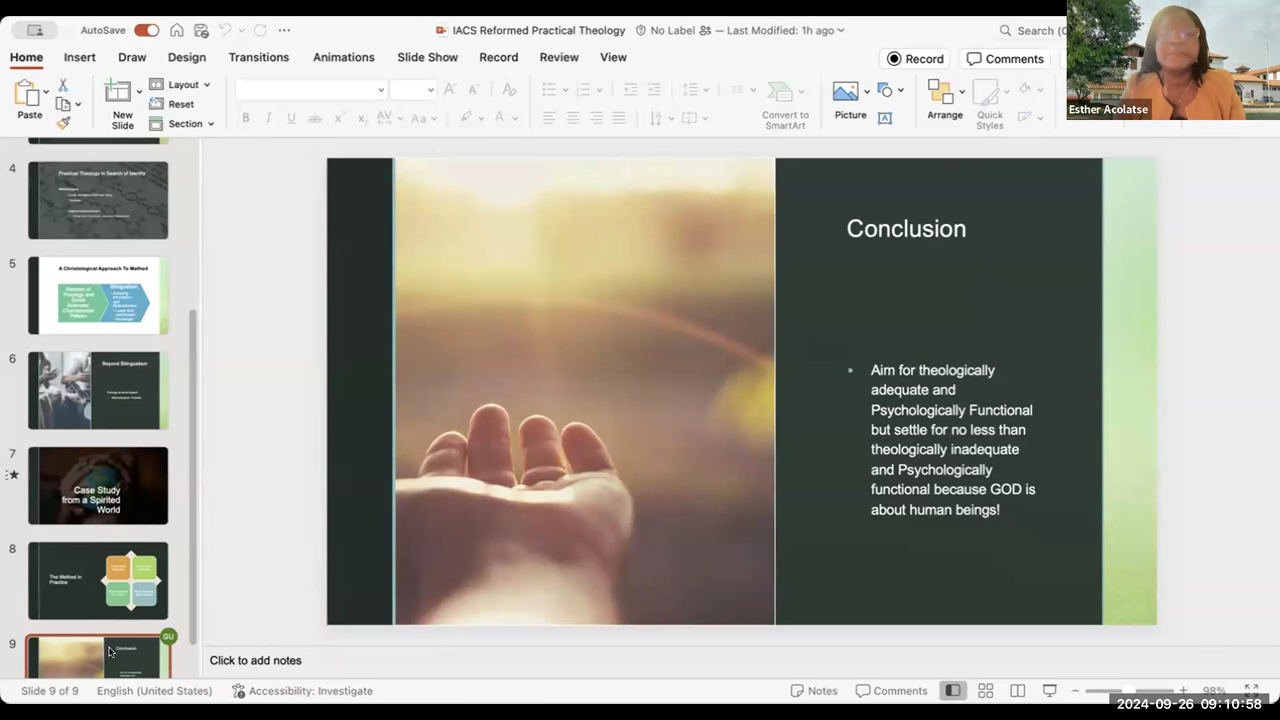 AutoSave
IACS Reformed Practical Theology
No Label
– Last Modified: 1h ago
Search (
Home Insert Draw Design Transitions Animations Slide Show Record Review View
Record
Comments
Paste
New Slide
Layout
Reset
Section
Convert to SmartArt
Picture
Arrange
Quick Styles
Esther Acolatse
4
Practical Theology in Search of Identity
5
A Christological Approach To Method
6
Beyond Bilingualism
7
Case Study
from a Spirited
World
8
The Method in
Practice
9
GU
Conclusion
Conclusion
Aim for theologically
adequate and
Psychologically Functional
but settle for no less than
theologically inadequate
and Psychologically
functional because GOD is
about human beings!
Click to add notes
Slide 9 of 9
English (United States)
Accessibility: Investigate
Notes
Comments
98%
2024-09-26 09:10:58